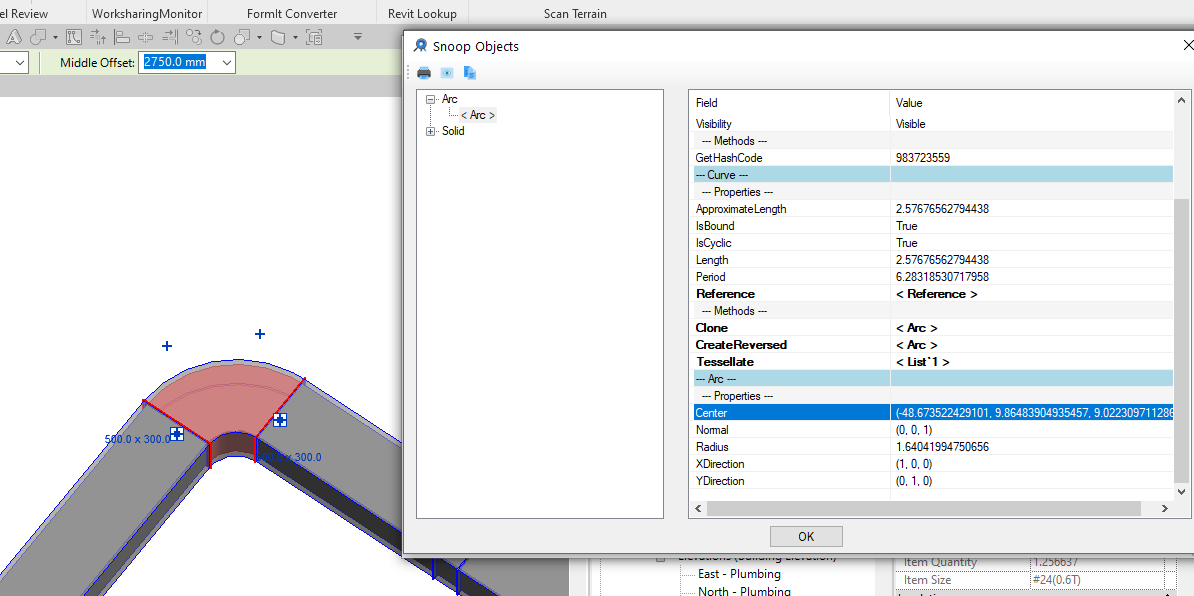 el Review WorksharingMonitor FormIt Converter Revit Lookup Scan Terrain
Middle Offset: 2750.0 mm
Snoop Objects
Arc
< Arc >
Solid
Field Value
Visibility Visible
--- Methods ---
GetHashCode 983723559
--- Curve ---
--- Properties ---
ApproximateLength 2.57676562794438
IsBound True
IsCyclic True
Length 2.57676562794438
Period 6.28318530717958
Reference < Reference >
--- Methods ---
Clone < Arc >
CreateReversed < Arc >
Tessellate < List`1 >
--- Arc ---
--- Properties ---
Center (-48.673522429101, 9.86483904935457, 9.022309711286
Normal (0, 0, 1)
Radius 1.64041994750656
XDirection (1, 0, 0)
YDirection (0, 1, 0)
OK
500.0 x 300.0
x 300.0
Elevations (Building Elevation)
East - Plumbing
North - Plumbing
Item Quantity 1.256637
Item Size #24(0.6T)